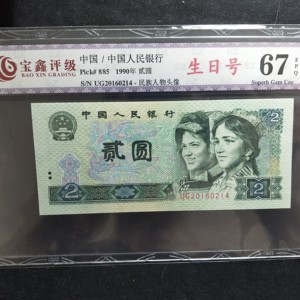 宝鑫评级
BAO XIN GRADING
中国 / 中国人民银行
Pick# 885 1990年 贰圆
S/N UG20160214 - 民族人物头像
生日号
67
EPQ
Superb Gem Unc
中国人民银行
贰圆
2
2
UG20160214